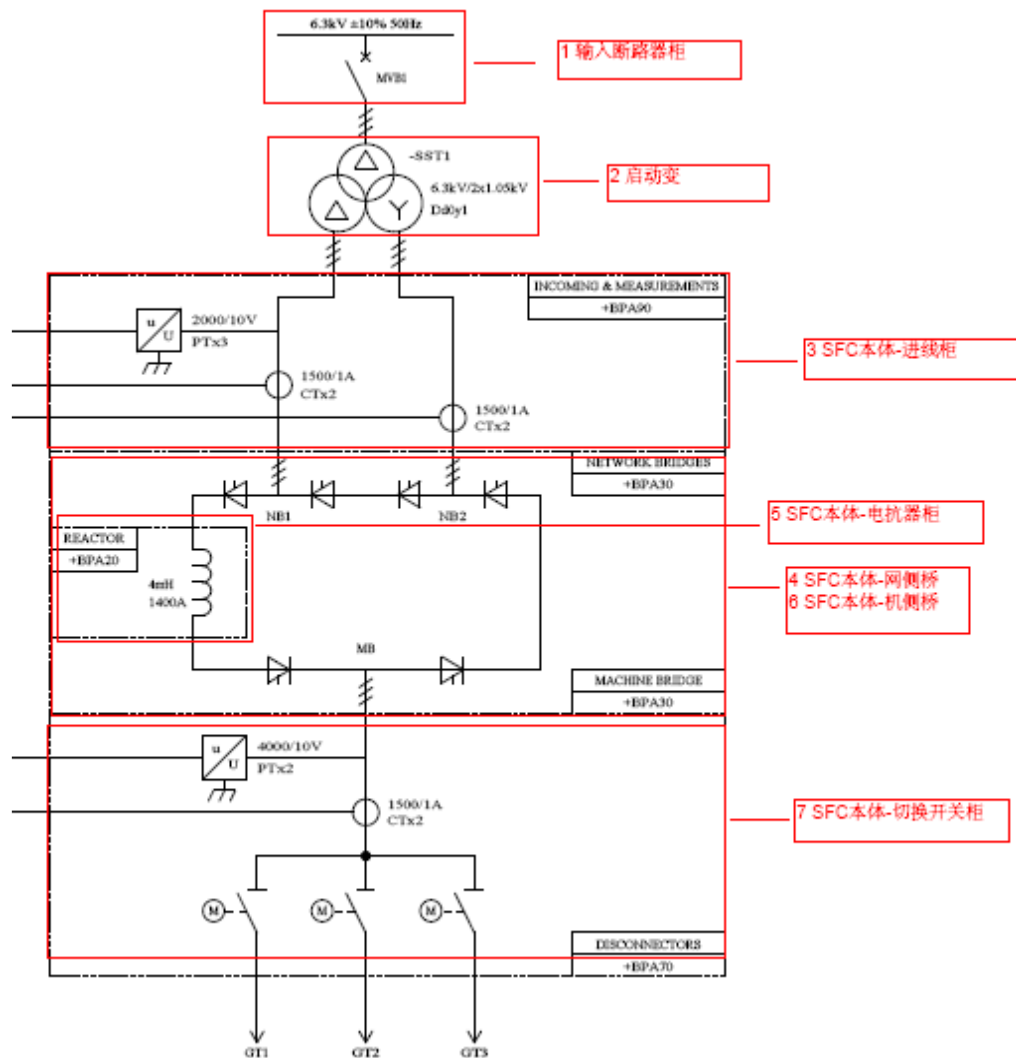 6.3kV ±10% 50Hz
MVB1
1 输入断路器柜
-SST1
6.3kV/2x1.05kV
Dd0y1
2 启动变
INCOMING & MEASUREMENTS
+BPA90
u
U
2000/10V
PTx3
3 SFC本体-进线柜
1500/1A
CTx2
1500/1A
CTx2
NETWORK BRIDGES
+BPA30
NB1
NB2
5 SFC本体-电抗器柜
REACTOR
+BPA20
4mH
1400A
4 SFC本体-网侧桥
6 SFC本体-机侧桥
MB
MACHINE BRIDGE
+BPA30
u
U
4000/10V
PTx2
1500/1A
CTx2
7 SFC本体-切换开关柜
M
M
M
DISCONNECTORS
+BPA70
GT1
GT2
GT3